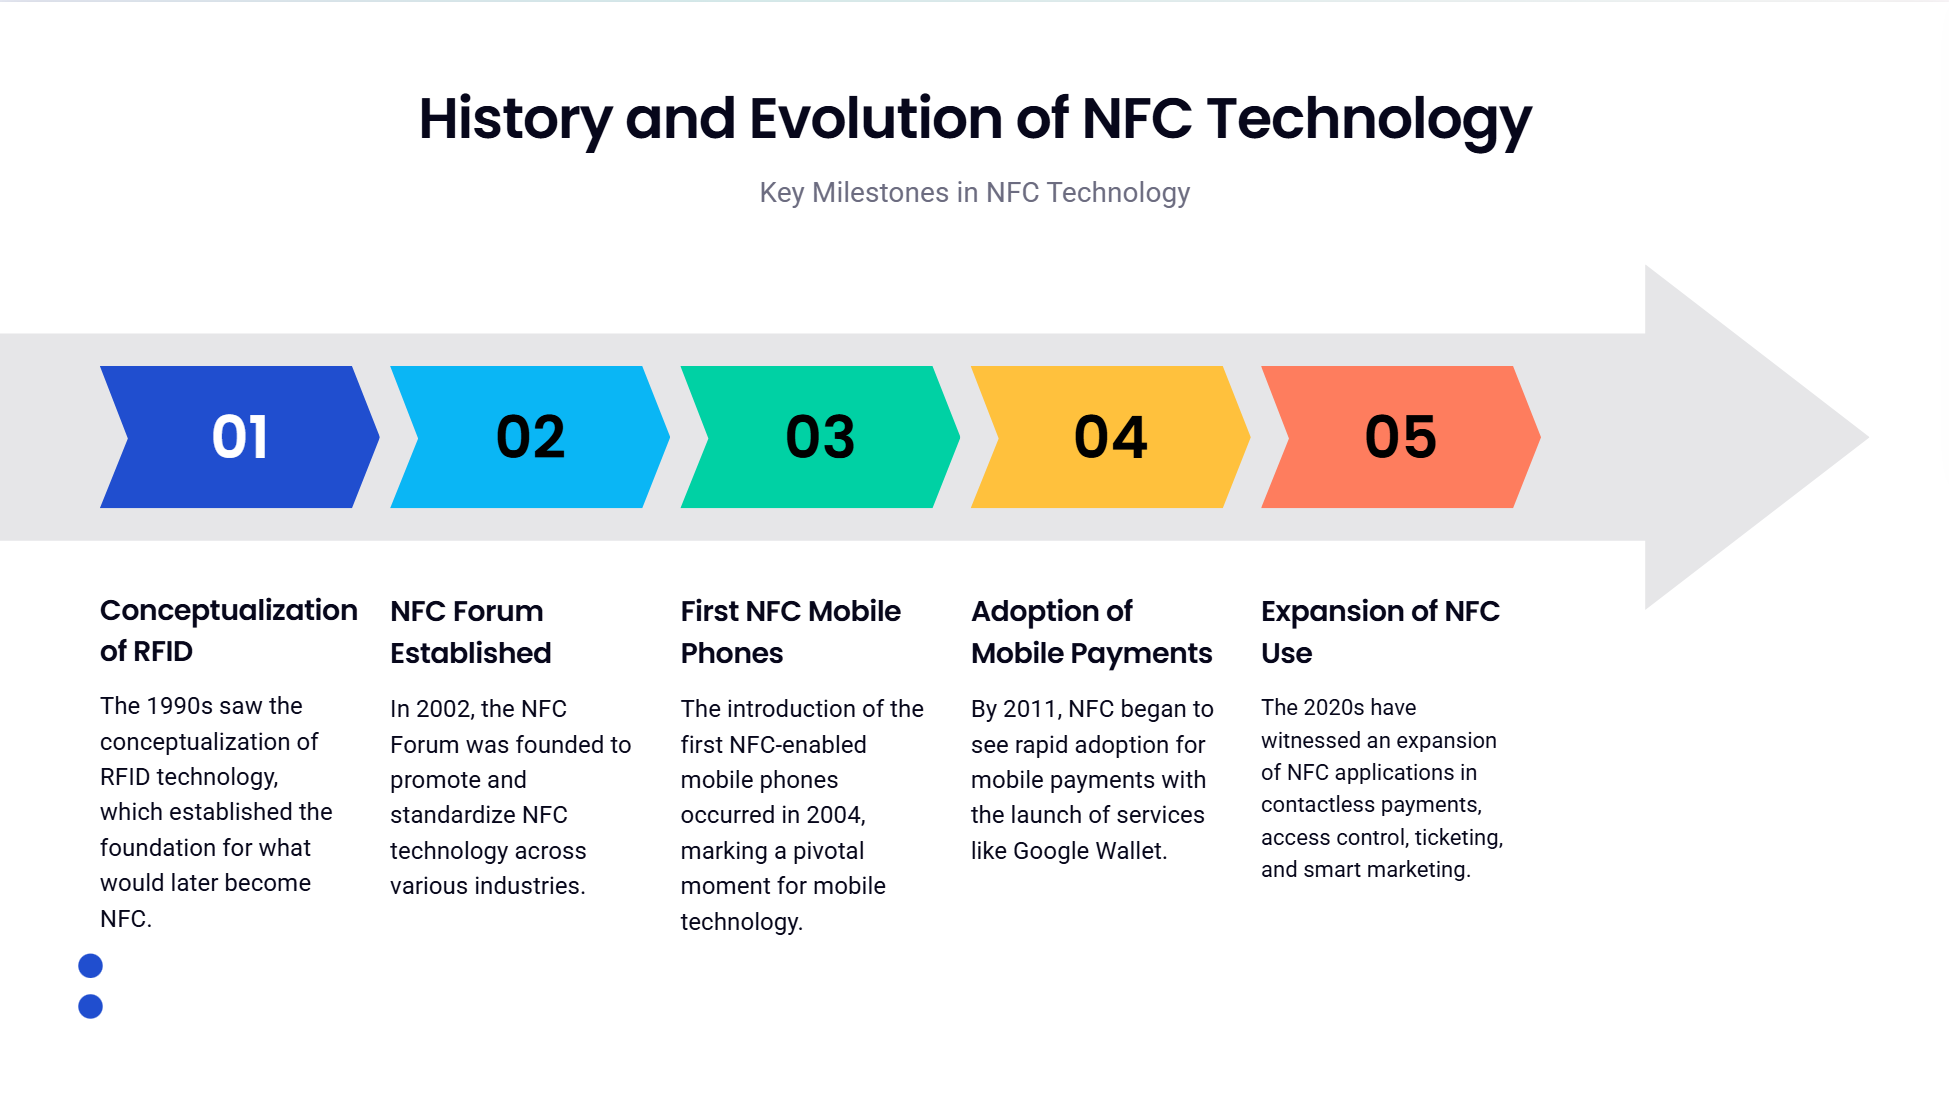 History and Evolution of NFC Technology
Key Milestones in NFC Technology
01
02
03
04
05
Conceptualization
of RFID
The 1990s saw the
conceptualization of
RFID technology,
which established the
foundation for what
would later become
NFC.
NFC Forum
Established
In 2002, the NFC
Forum was founded to
promote and
standardize NFC
technology across
various industries.
First NFC Mobile
Phones
The introduction of the
first NFC-enabled
mobile phones
occurred in 2004,
marking a pivotal
moment for mobile
technology.
Adoption of
Mobile Payments
By 2011, NFC began to
see rapid adoption for
mobile payments with
the launch of services
like Google Wallet.
Expansion of NFC
Use
The 2020s have
witnessed an expansion
of NFC applications in
contactless payments,
access control, ticketing,
and smart marketing.